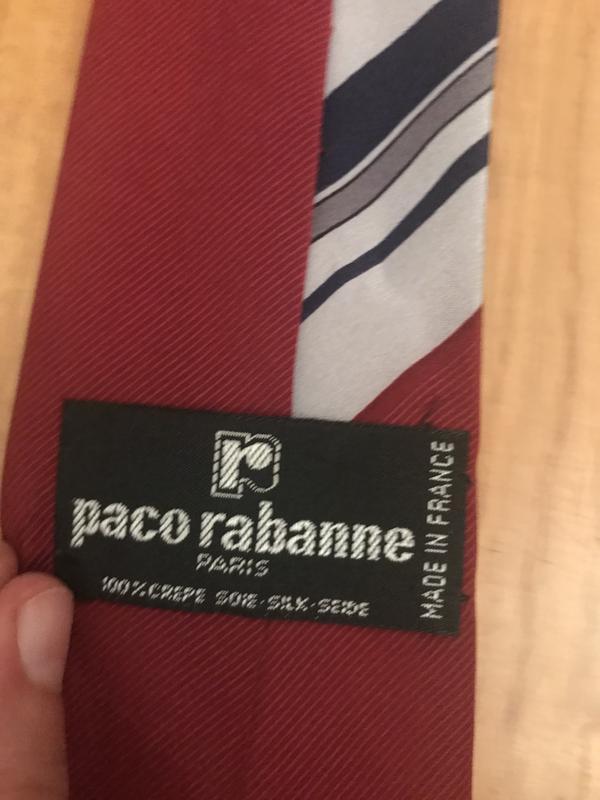 r
paco rabanne
PARIS
100% CREPE SOIE-SILK-SEIDE
MADE IN FRANCE